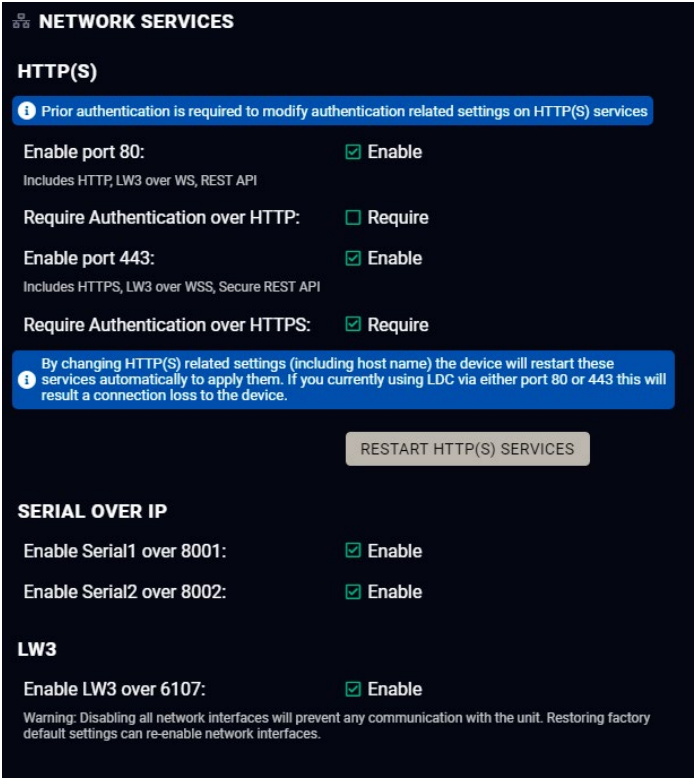 NETWORK SERVICES
HTTP(S)
Prior authentication is required to modify authentication related settings on HTTP(S) services
Enable port 80: Enable
Includes HTTP, LW3 over WS, REST API
Require Authentication over HTTP: Require
Enable port 443: Enable
Includes HTTPS, LW3 over WSS, Secure REST API
Require Authentication over HTTPS: Require
By changing HTTP(S) related settings (including host name) the device will restart these
services automatically to apply them. If you currently using LDC via either port 80 or 443 this will
result a connection loss to the device.
RESTART HTTP(S) SERVICES
SERIAL OVER IP
Enable Serial1 over 8001: Enable
Enable Serial2 over 8002: Enable
LW3
Enable LW3 over 6107: Enable
Warning: Disabling all network interfaces will prevent any communication with the unit. Restoring factory
default settings can re-enable network interfaces.